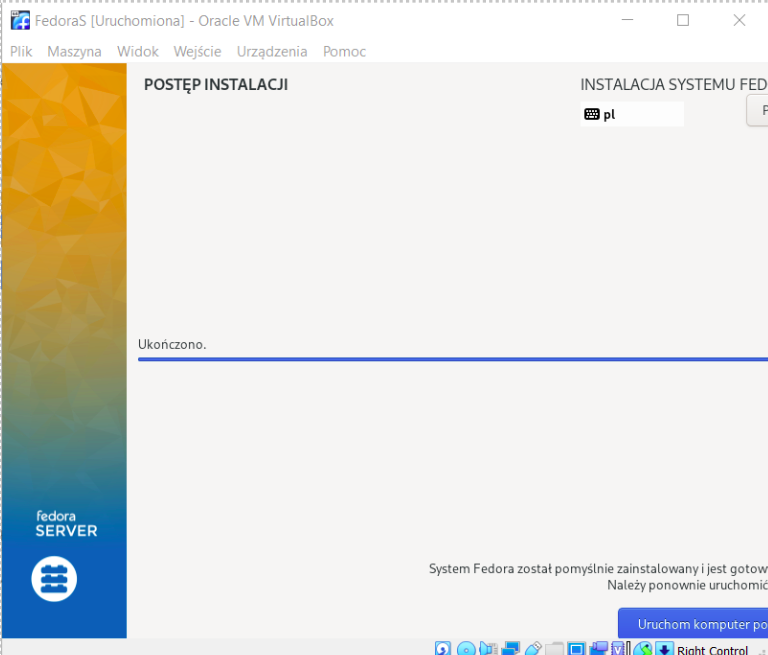 FedoraS [Uruchomiona] - Oracle VM VirtualBox
Plik Maszyna Widok Wejście Urządzenia Pomoc
POSTĘP INSTALACJI
INSTALACJA SYSTEMU FED
pl
P
Ukończono.
fedora
SERVER
System Fedora został pomyślnie zainstalowany i jest gotow
Należy ponownie uruchomić
Uruchom komputer po
Right Control